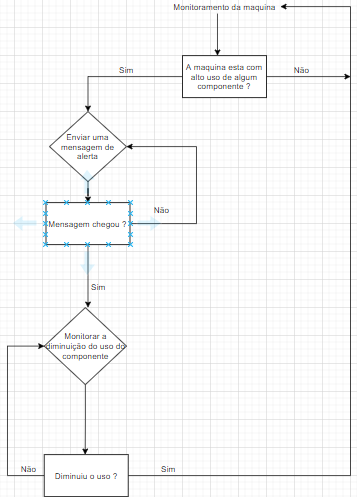 Monitoramento da maquina
A maquina esta com
alto uso de algum
componente ?
Sim
Não
Enviar uma
mensagem de
alerta
Não
Mensagem chegou ?
Sim
Monitorar a
diminuição do uso do
componente
Não
Diminuiu o uso ?
Sim